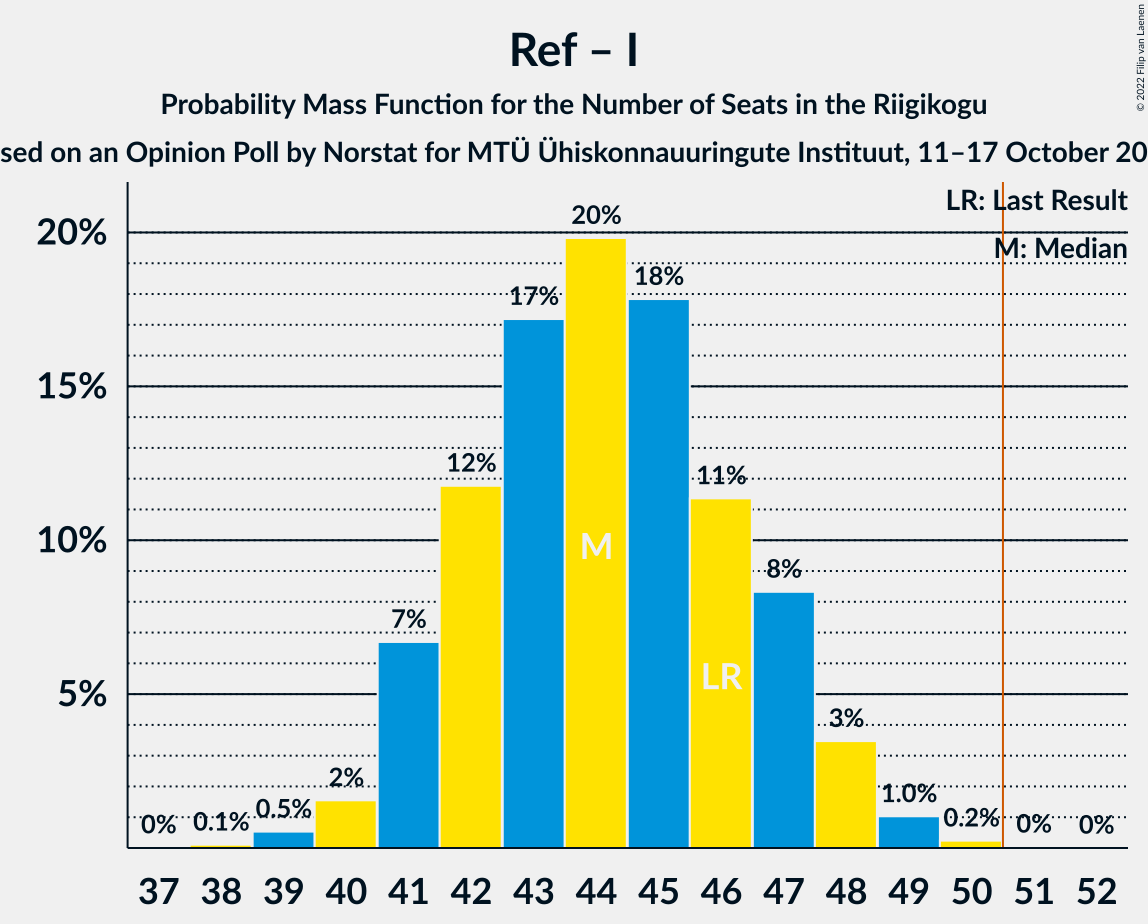 Ref – I
Probability Mass Function for the Number of Seats in the Riigikogu
sed on an Opinion Poll by Norstat for MTÜ Ühiskonnauuringute Instituut, 11–17 October 20
© 2022 Filip van Laenen
LR: Last Result
M: Median
20%
15%
10%
5%
0%
0.1%
0.5%
2%
7%
12%
17%
20%
18%
11%
8%
3%
1.0%
0.2%
0%
0%
M
LR
37 38 39 40 41 42 43 44 45 46 47 48 49 50 51 52